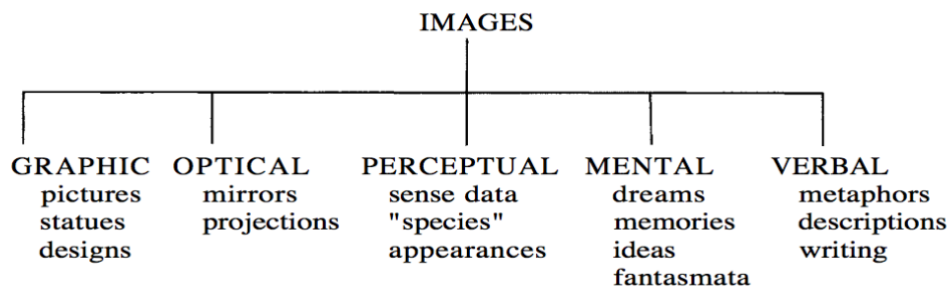 IMAGES
GRAPHIC OPTICAL PERCEPTUAL MENTAL VERBAL
pictures mirrors sense data dreams metaphors
statues projections "species" memories descriptions
designs appearances ideas writing
fantasmata